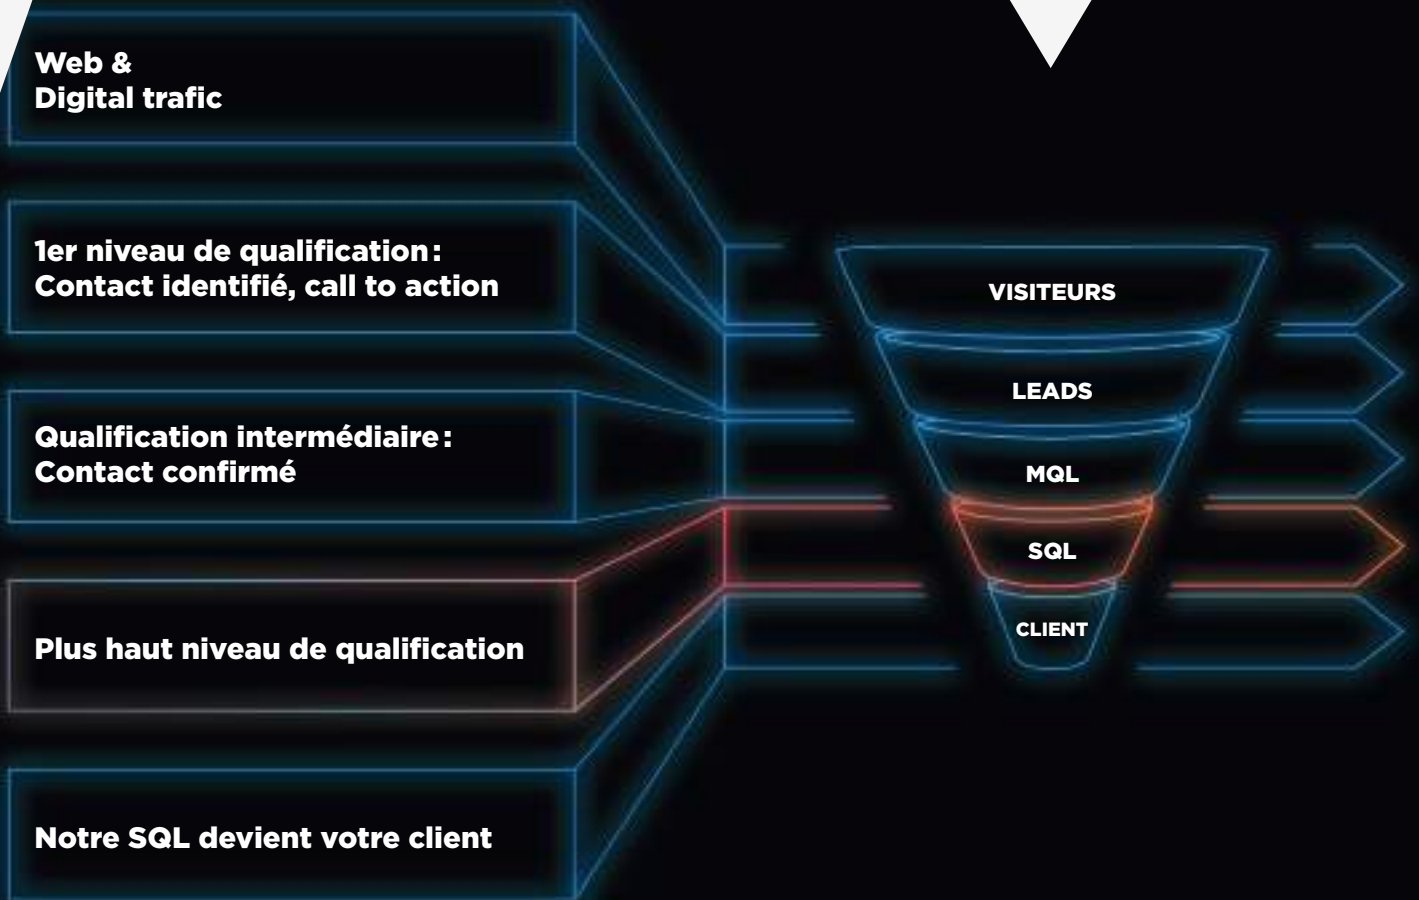 Web &
Digital trafic
1er niveau de qualification :
Contact identifié, call to action
Qualification intermédiaire :
Contact confirmé
Plus haut niveau de qualification
Notre SQL devient votre client
VISITEURS
LEADS
MQL
SQL
CLIENT